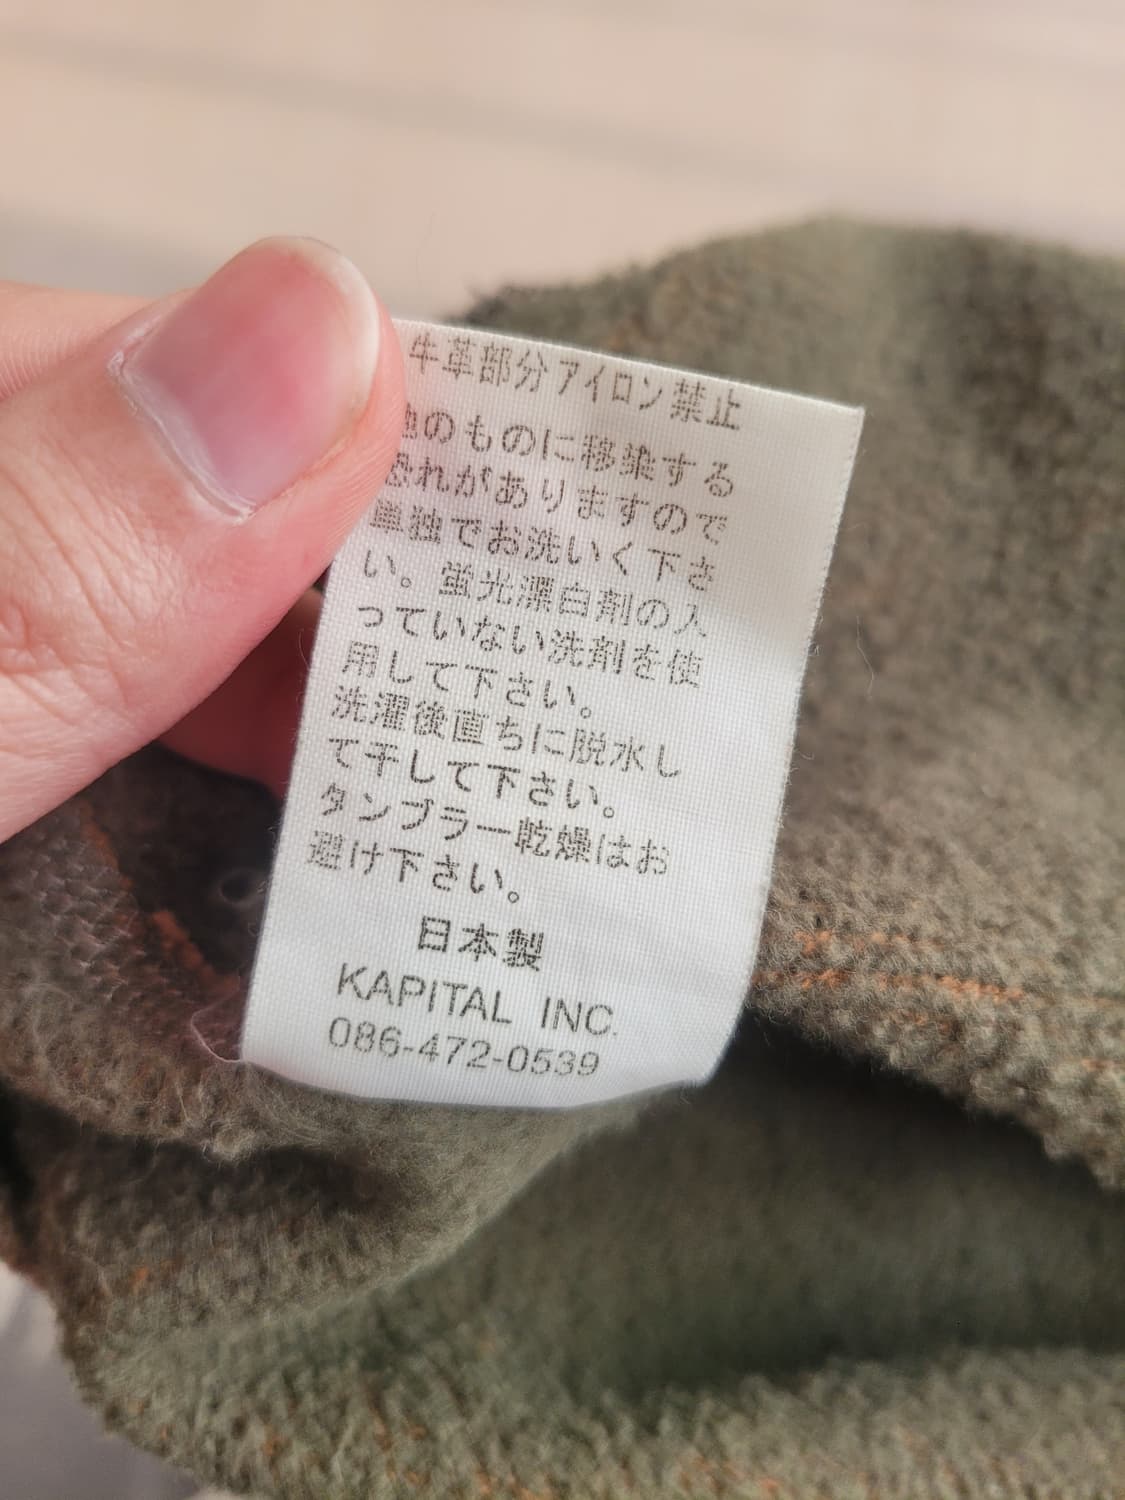 牛革部分アイロン禁止
他のものに移染する
恐れがありますので
単独でお洗いく下さ
い。蛍光漂白剤の入
っていない洗剤を使
用して下さい。
洗濯後直ちに脱水し
て干して下さい。
タンブラー乾燥はお
避け下さい。
日本製
KAPITAL INC.
086-472-0539